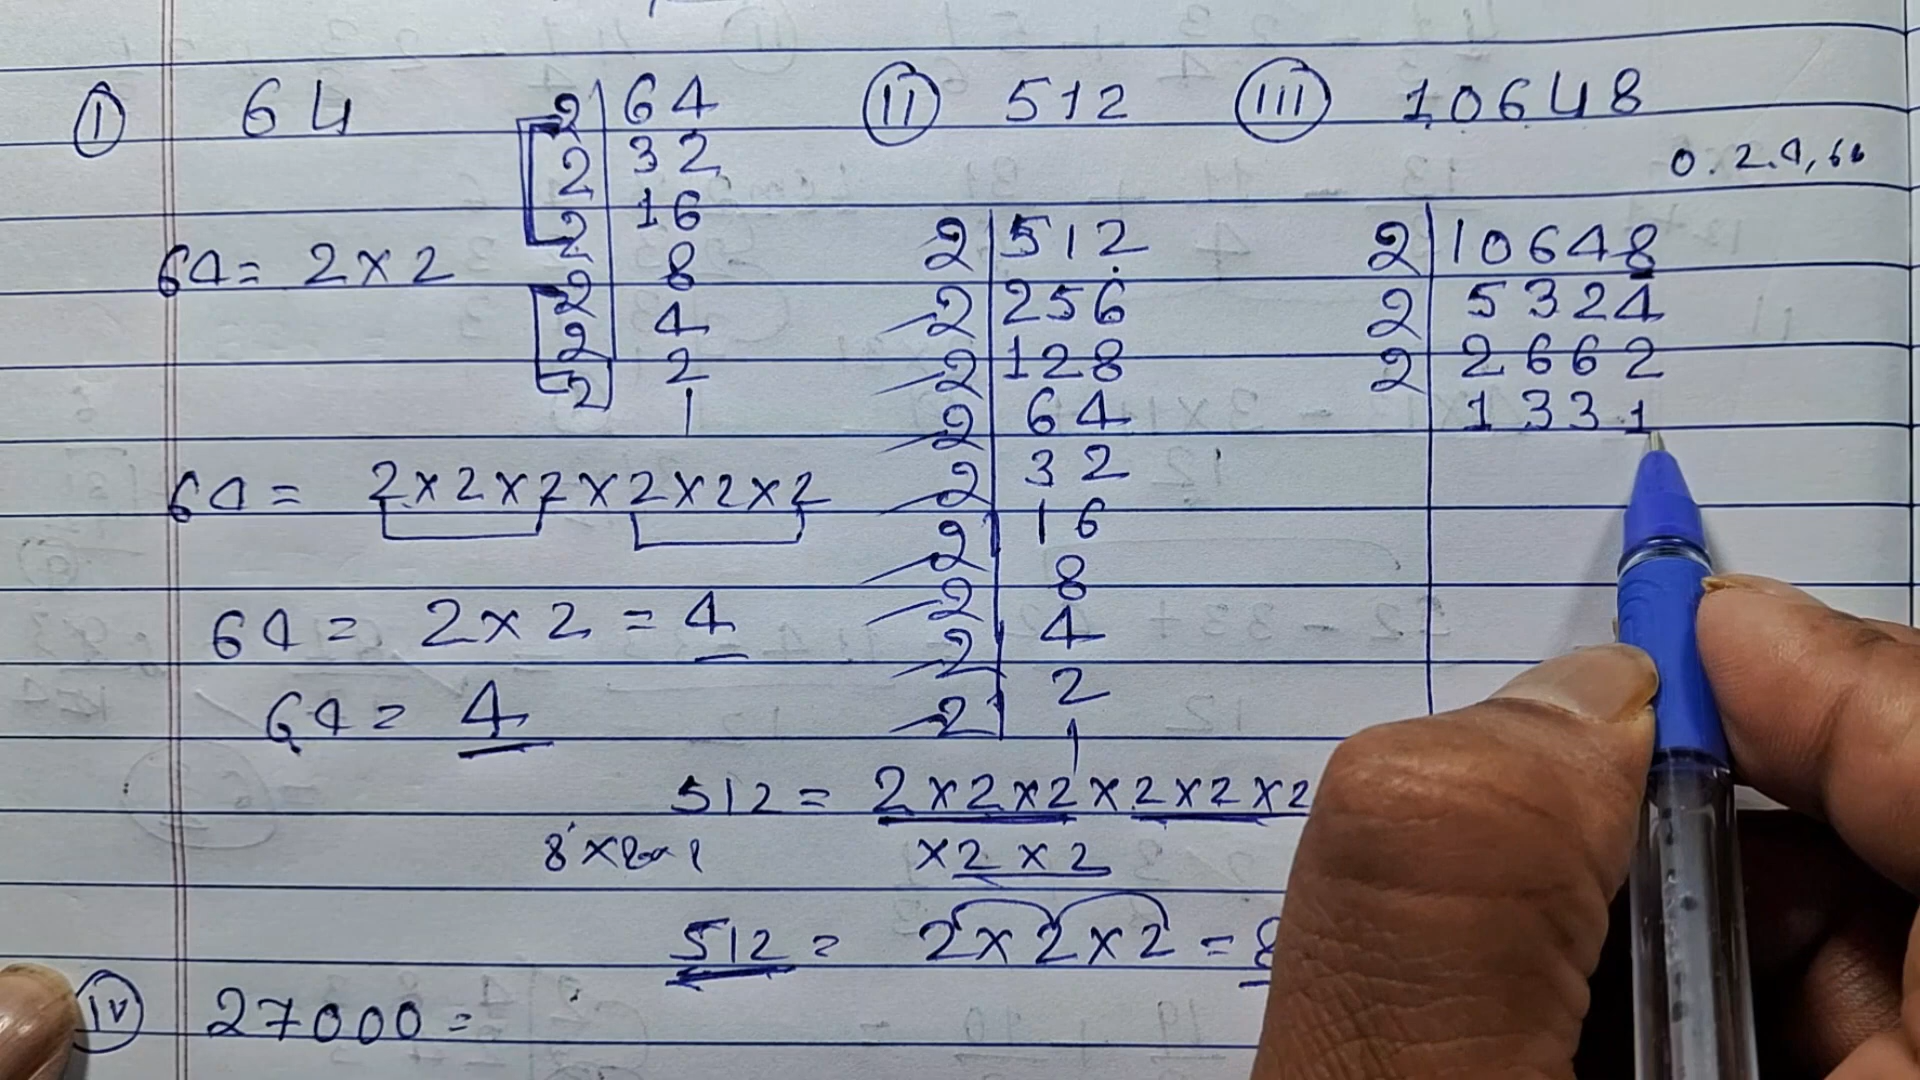 (I) 64
2 | 64
2 | 32
2 | 16
2 | 8
2 | 4
2 | 2
1
64 = 2 × 2
64 = 2 × 2 × 2 × 2 × 2 × 2
64 = 2 × 2 = 4
64 = 4
(II) 512
2 | 512
2 | 256
2 | 128
2 | 64
2 | 32
2 | 16
2 | 8
2 | 4
2 | 2
1
512 = 2 × 2 × 2 × 2 × 2 × 2
× 2 × 2
512 = 2 × 2 × 2 = 8
(III) 10648
0. 2.4, 6
2 | 10648
2 | 5324
2 | 2662
1331
(IV) 27000 =